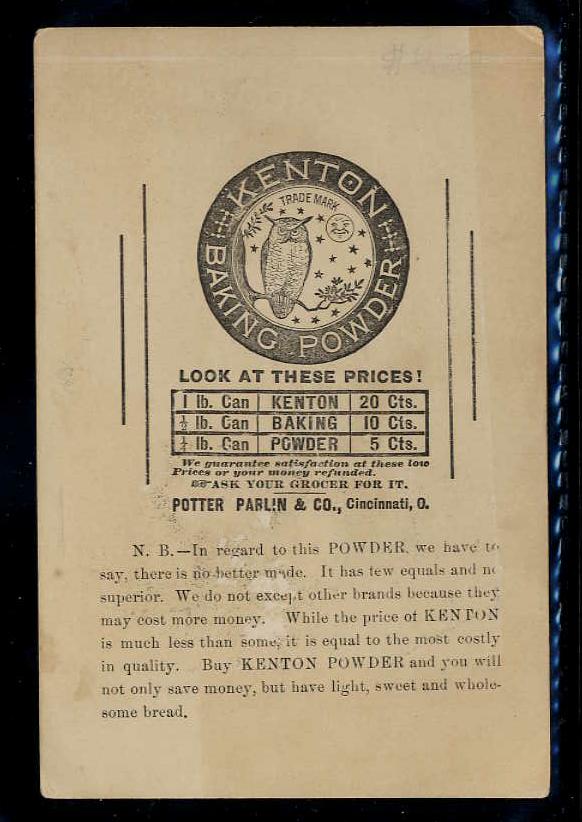 KENTON
TRADE MARK
BAKING POWDER
LOOK AT THESE PRICES!
1 lb. Can KENTON 20 Cts.
½ lb. Can BAKING 10 Cts.
¼ lb. Can POWDER 5 Cts.
We guarantee satisfaction at these low
Prices or your money refunded.
☞ASK YOUR GROCER FOR IT.
POTTER PARLIN & CO., Cincinnati, O.
N. B.—In regard to this POWDER, we have to
say, there is no better made. It has few equals and no
superior. We do not except other brands because they
may cost more money. While the price of KENTON
is much less than some, it is equal to the most costly
in quality. Buy KENTON POWDER and you will
not only save money, but have light, sweet and whole-
some bread.